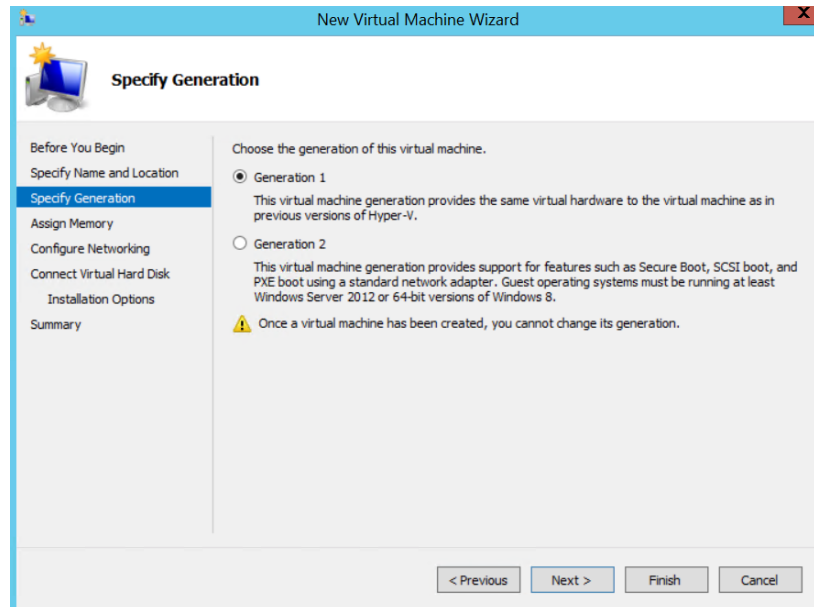 New Virtual Machine Wizard
X
Specify Generation
Before You Begin
Specify Name and Location
Specify Generation
Assign Memory
Configure Networking
Connect Virtual Hard Disk
Installation Options
Summary
Choose the generation of this virtual machine.
Generation 1
This virtual machine generation provides the same virtual hardware to the virtual machine as in
previous versions of Hyper-V.
Generation 2
This virtual machine generation provides support for features such as Secure Boot, SCSI boot, and
PXE boot using a standard network adapter. Guest operating systems must be running at least
Windows Server 2012 or 64-bit versions of Windows 8.
Once a virtual machine has been created, you cannot change its generation.
< Previous
Next >
Finish
Cancel